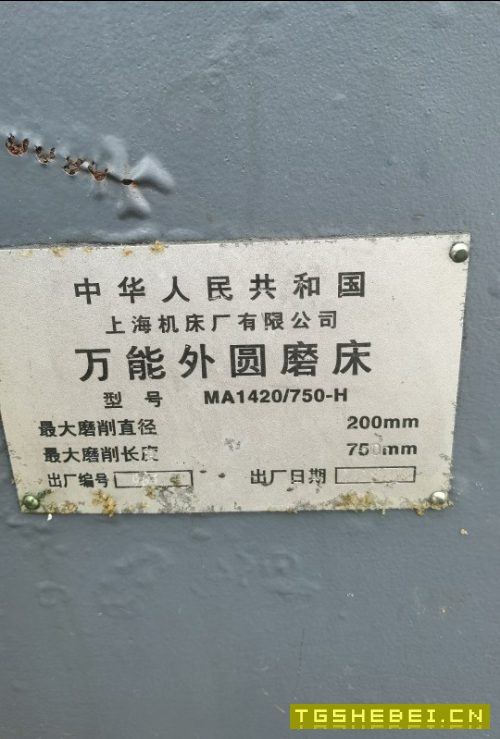 中华人民共和国
上海机床厂有限公司
万能外圆磨床
型号 MA1420/750-H
最大磨削直径 200mm
最大磨削长度 750mm
出厂编号 出厂日期
TGSHEBEI.CN